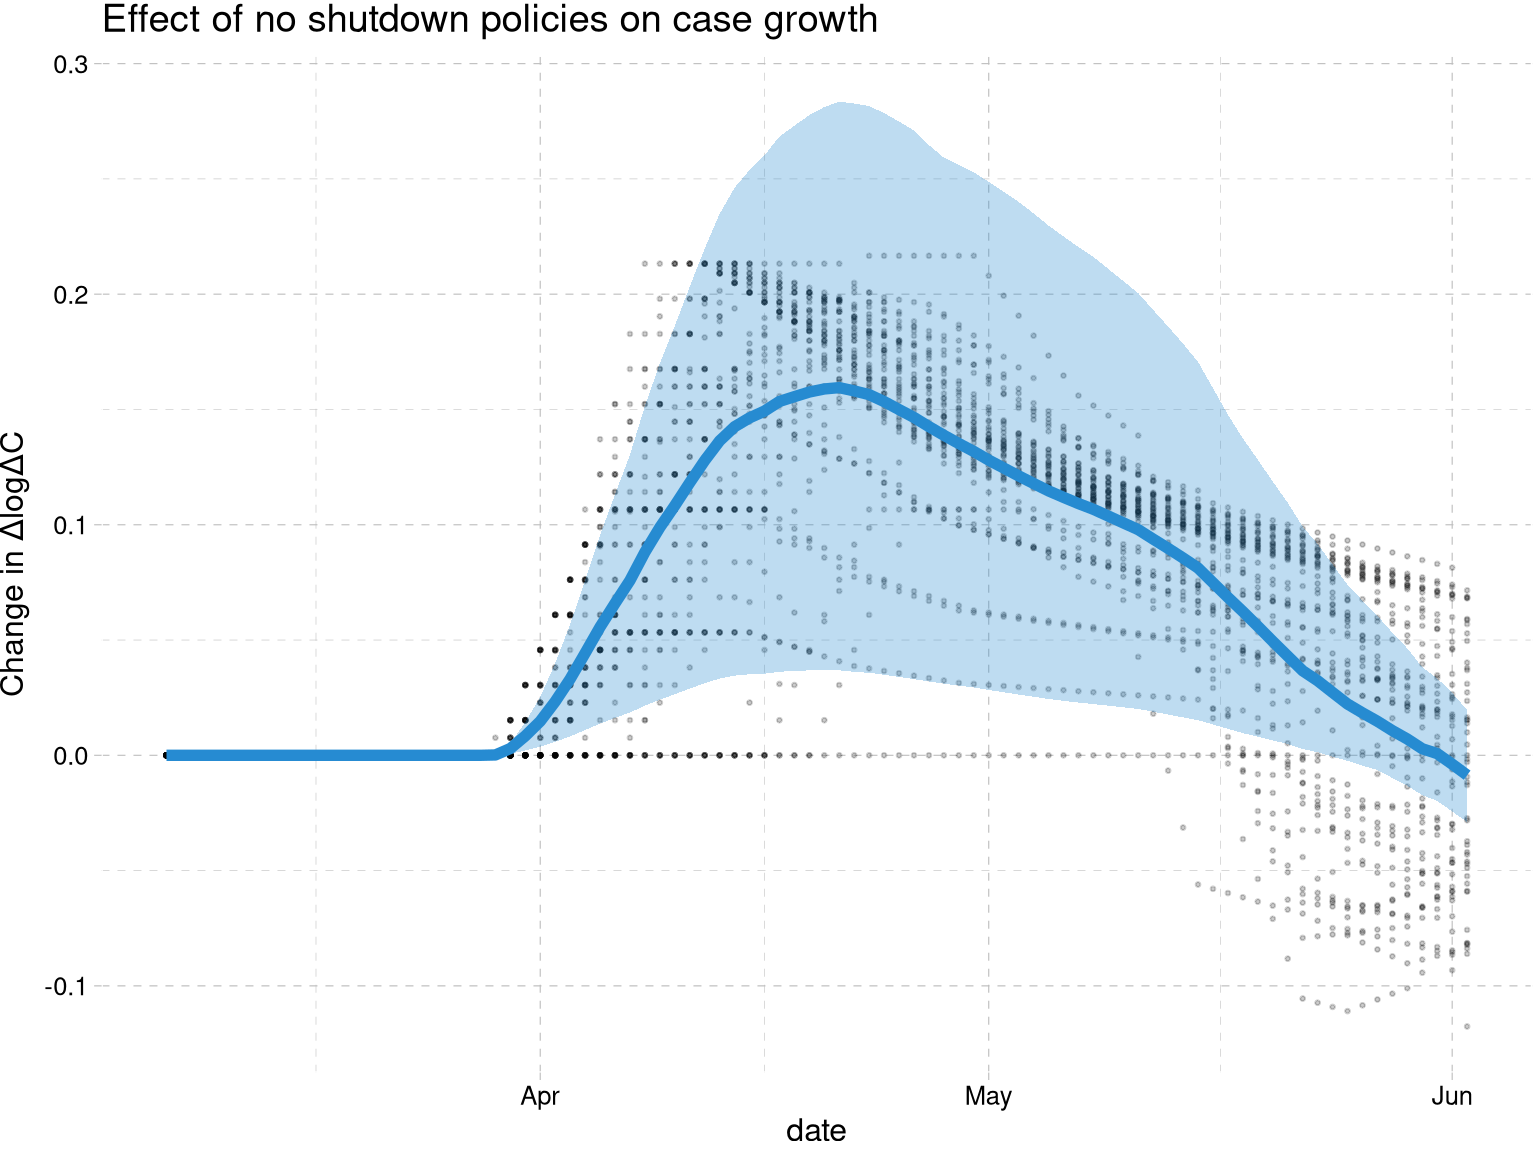 Effect of no shutdown policies on case growth
Change in ΔlogΔC
0.3
0.2
0.1
0.0
-0.1
Apr
May
Jun
date